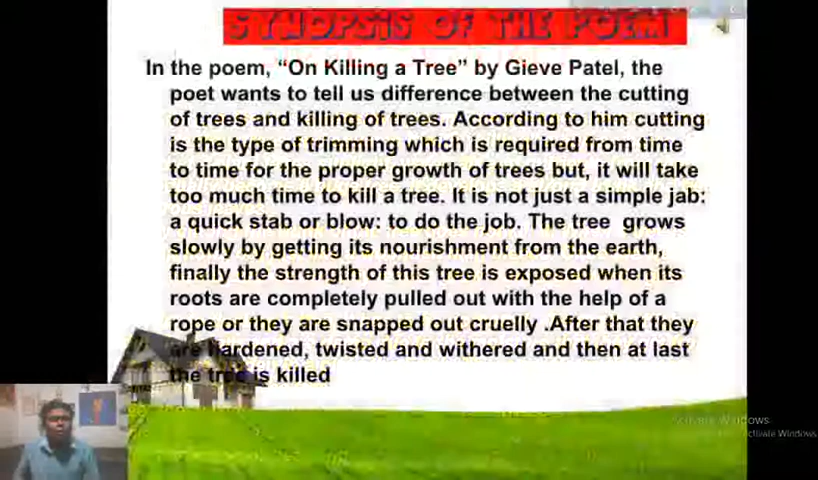 SYNOPSIS OF THE POEM
In the poem, “On Killing a Tree” by Gieve Patel, the
poet wants to tell us difference between the cutting
of trees and killing of trees. According to him cutting
is the type of trimming which is required from time
to time for the proper growth of trees but, it will take
too much time to kill a tree. It is not just a simple jab:
a quick stab or blow: to do the job. The tree grows
slowly by getting its nourishment from the earth,
finally the strength of this tree is exposed when its
roots are completely pulled out with the help of a
rope or they are snapped out cruelly .After that they
are hardened, twisted and withered and then at last
the tree is killed
Activate Windows
Activate Windows